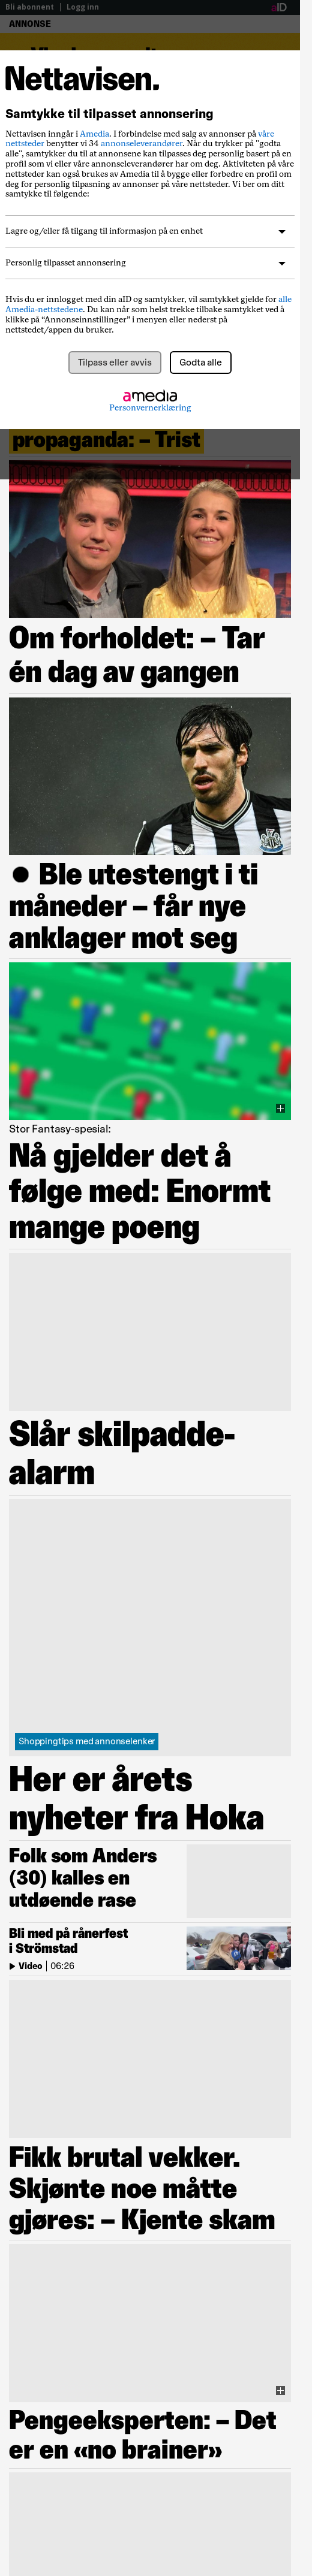 Bli abonnent | Logg inn
aID
ANNONSE
Nettavisen.
Samtykke til tilpasset annonsering
Nettavisen inngår i Amedia. I forbindelse med salg av annonser på våre
nettsteder benytter vi 34 annonseleverandører. Når du trykker på "godta
alle", samtykker du til at annonsene kan tilpasses deg personlig basert på en
profil som vi eller våre annonseleverandører har om deg. Aktiviteten på våre
nettsteder kan også brukes av Amedia til å bygge eller forbedre en profil om
deg for personlig tilpasning av annonser på våre nettsteder. Vi ber om ditt
samtykke til følgende:
Lagre og/eller få tilgang til informasjon på en enhet
Personlig tilpasset annonsering
Hvis du er innlogget med din aID og samtykker, vil samtykket gjelde for alle
Amedia-nettstedene. Du kan når som helst trekke tilbake samtykket ved å
klikke på “Annonseinnstillinger” i menyen eller nederst på
nettstedet/appen du bruker.
Tilpass eller avvis
Godta alle
amedia
Personvernerklæring
propaganda: – Trist
Om forholdet: – Tar
én dag av gangen
Ble utestengt i ti
måneder – får nye
anklager mot seg
Stor Fantasy-spesial:
Nå gjelder det å
følge med: Enormt
mange poeng
Slår skilpadde-
alarm
Shoppingtips med annonselenker
Her er årets
nyheter fra Hoka
Folk som Anders
(30) kalles en
utdøende rase
Bli med på rånerfest
i Strömstad
Video | 06:26
Fikk brutal vekker.
Skjønte noe måtte
gjøres: – Kjente skam
Pengeeksperten: – Det
er en «no brainer»